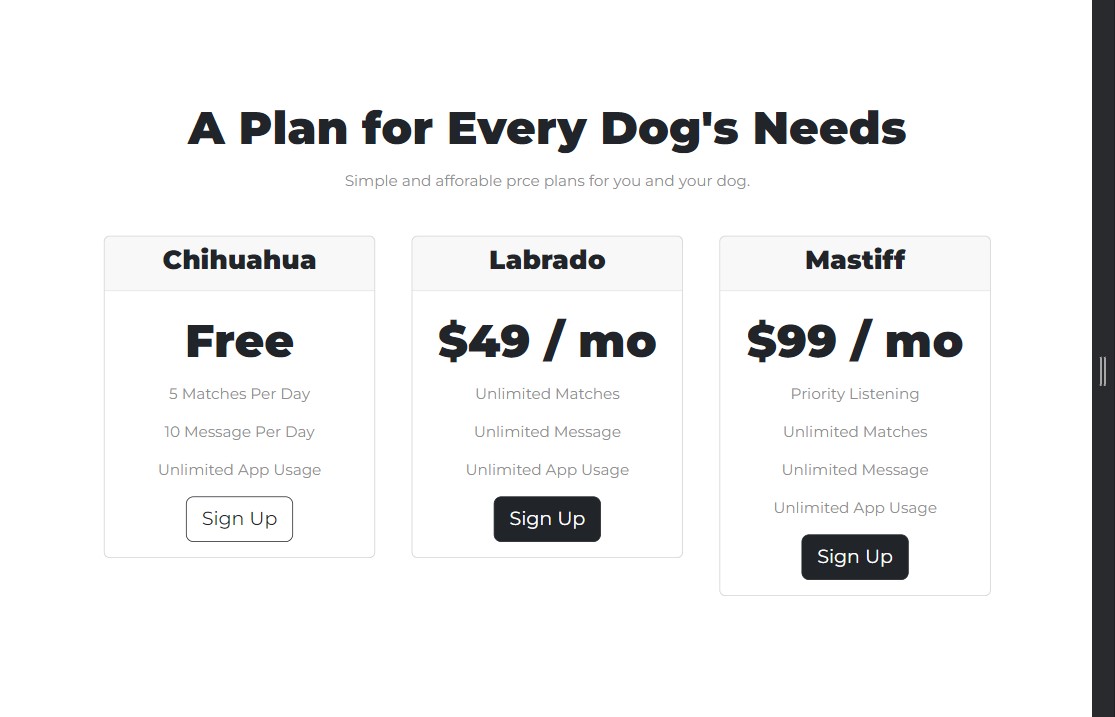 A Plan for Every Dog's Needs
Simple and afforable prce plans for you and your dog.
Chihuahua
Free
5 Matches Per Day
10 Message Per Day
Unlimited App Usage
Sign Up
Labrado
$49 / mo
Unlimited Matches
Unlimited Message
Unlimited App Usage
Sign Up
Mastiff
$99 / mo
Priority Listening
Unlimited Matches
Unlimited Message
Unlimited App Usage
Sign Up